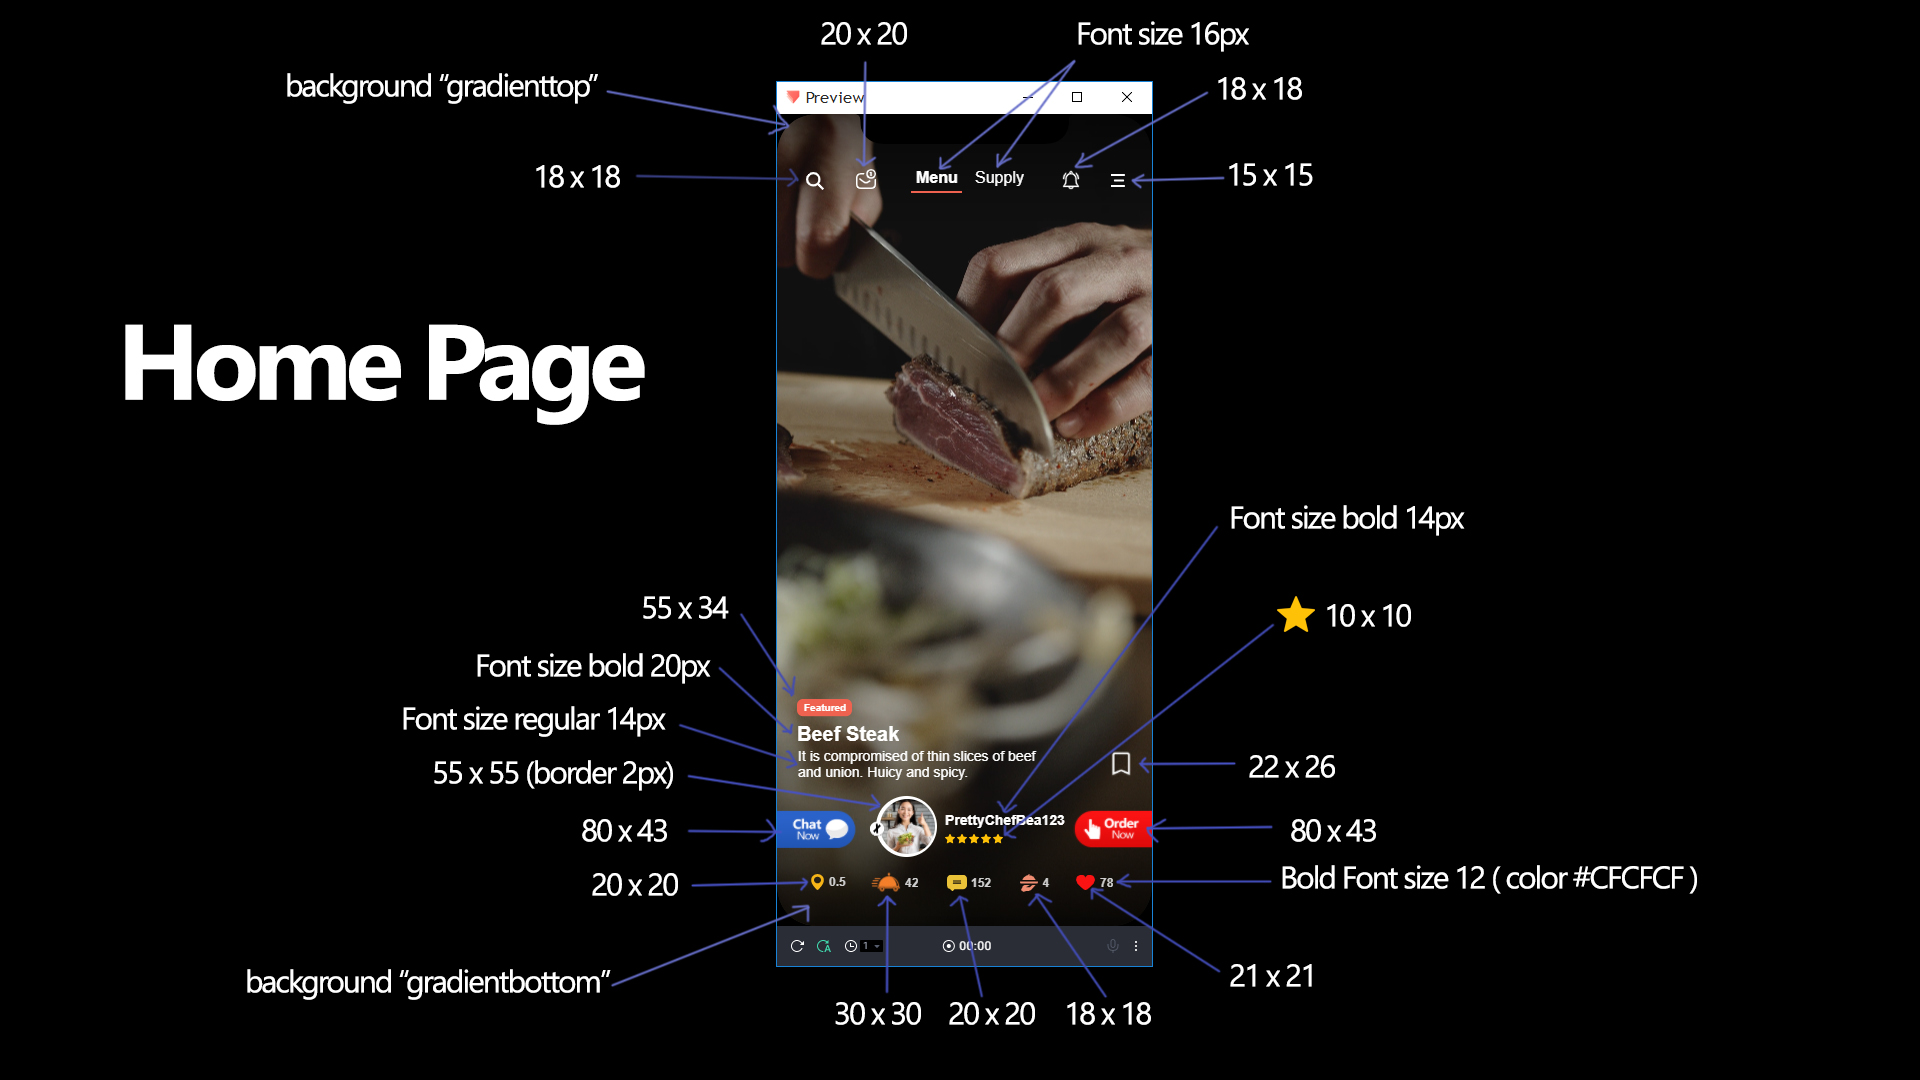 20 x 20
Font size 16px
background “gradienttop”
18 x 18
Preview
18 x 18
Menu
Supply
15 x 15
Home Page
Font size bold 14px
55 x 34
10 x 10
Font size bold 20px
Featured
Font size regular 14px
Beef Steak
It is compromised of thin slices of beef
and union. Huicy and spicy.
22 x 26
55 x 55 (border 2px)
PrettyChefBea123
Chat
Now
Order
Now
80 x 43
80 x 43
20 x 20
0.5
42
152
4
78
Bold Font size 12 ( color #CFCFCF )
A
1
00:00
background “gradientbottom”
21 x 21
30 x 30
20 x 20
18 x 18